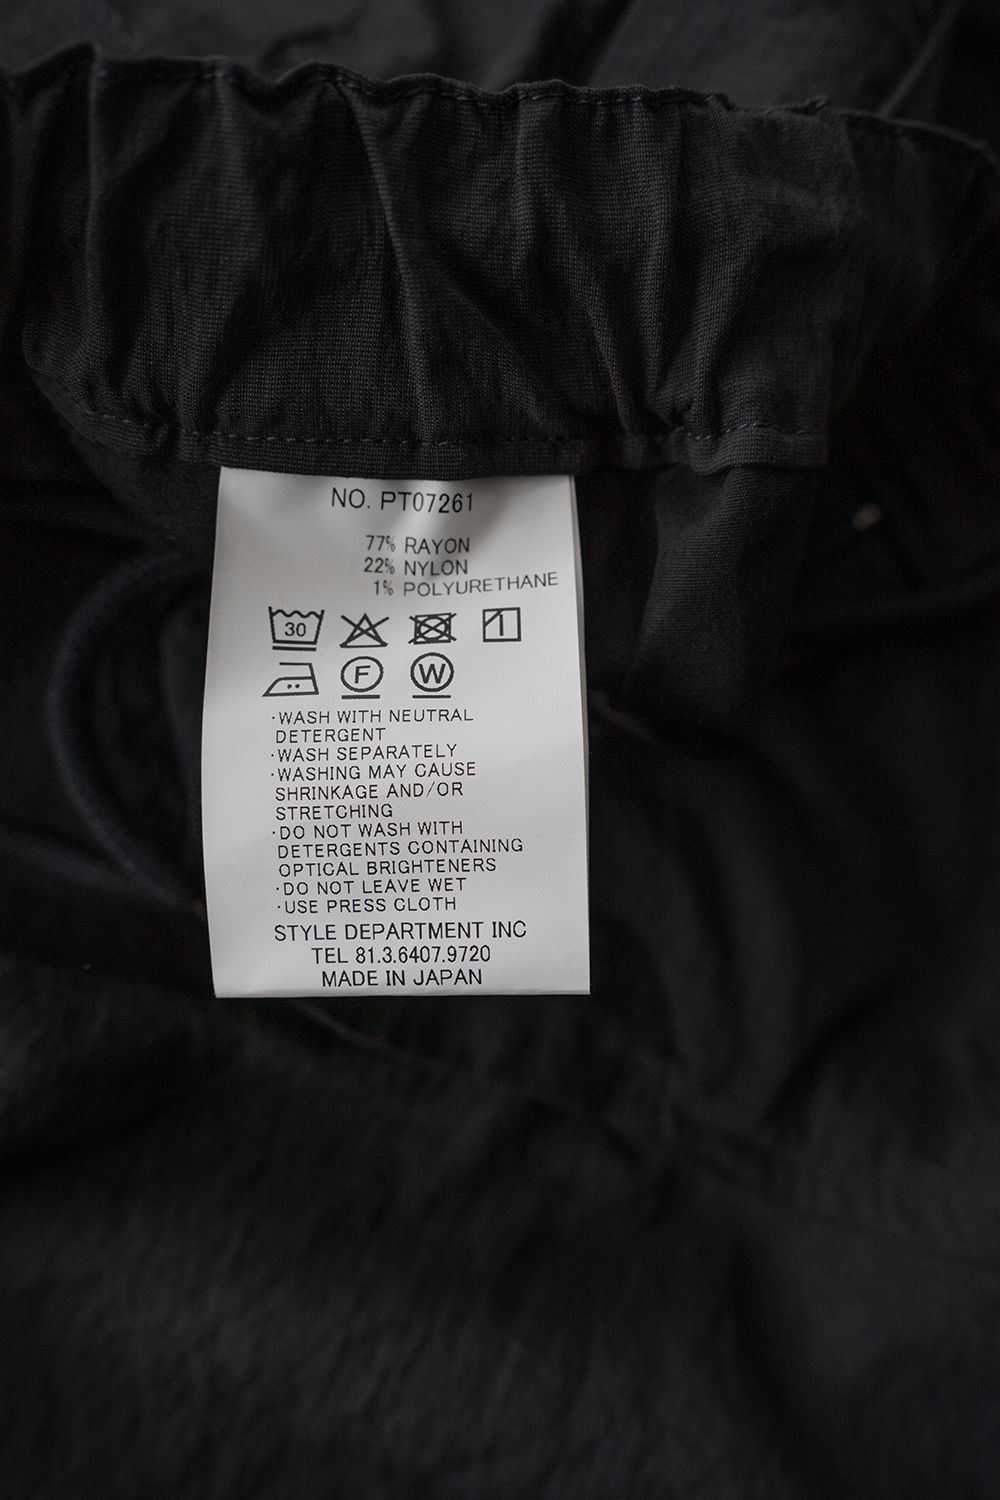 NO. PT07261
77% RAYON
22% NYLON
1% POLYURETHANE
30
F W
·WASH WITH NEUTRAL
DETERGENT
·WASH SEPARATELY
·WASHING MAY CAUSE
SHRINKAGE AND/OR
STRETCHING
·DO NOT WASH WITH
DETERGENTS CONTAINING
OPTICAL BRIGHTENERS
·DO NOT LEAVE WET
·USE PRESS CLOTH
STYLE DEPARTMENT INC
TEL 81.3.6407.9720
MADE IN JAPAN